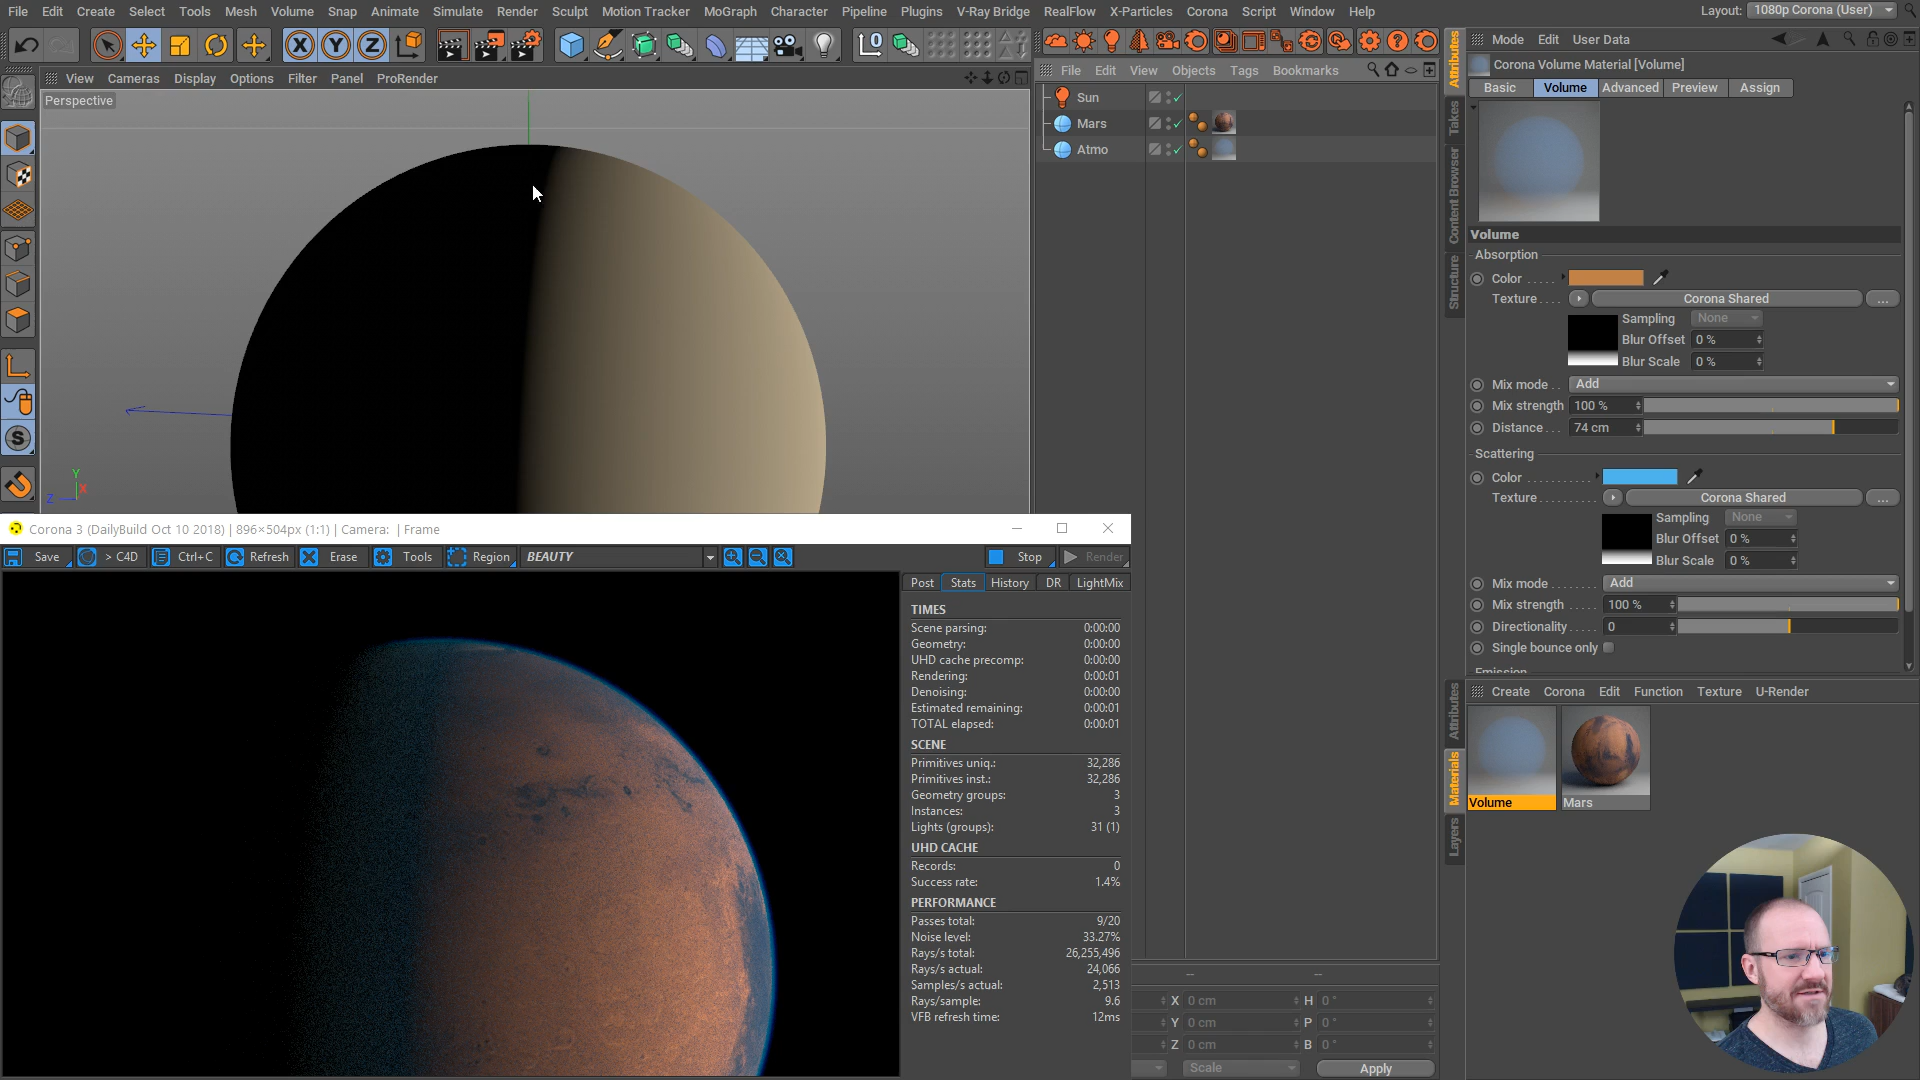 File Edit Create Select Tools Mesh Volume Snap Animate Simulate Render Sculpt Motion Tracker MoGraph Character Pipeline Plugins V-Ray Bridge RealFlow X-Particles Corona Script Window Help
Layout: 1080p Corona (User)
View Cameras Display Options Filter Panel ProRender
Perspective
Y
X
Z
File Edit View Objects Tags Bookmarks
Sun
Mars
Atmo
Attributes
Takes
Content Browser
Structure
Mode Edit User Data
Corona Volume Material [Volume]
Basic Volume Advanced Preview Assign
Volume
Absorption
Color
Texture Corona Shared ...
Sampling None
Blur Offset 0 %
Blur Scale 0 %
Mix mode Add
Mix strength 100 %
Distance 74 cm
Scattering
Color
Texture Corona Shared ...
Sampling None
Blur Offset 0 %
Blur Scale 0 %
Mix mode Add
Mix strength 100 %
Directionality 0
Single bounce only
Emission
Attributes
Materials
Layers
Create Corona Edit Function Texture U-Render
Volume Mars
Corona 3 (DailyBuild Oct 10 2018) | 896×504px (1:1) | Camera: | Frame
Save > C4D Ctrl+C Refresh Erase Tools Region BEAUTY Stop Render
Post Stats History DR LightMix
TIMES
Scene parsing: 0:00:00
Geometry: 0:00:00
UHD cache precomp: 0:00:00
Rendering: 0:00:01
Denoising: 0:00:00
Estimated remaining: 0:00:01
TOTAL elapsed: 0:00:01
SCENE
Primitives uniq.: 32,286
Primitives inst.: 32,286
Geometry groups: 3
Instances: 3
Lights (groups): 31 (1)
UHD CACHE
Records: 0
Success rate: 1.4%
PERFORMANCE
Passes total: 9/20
Noise level: 33.27%
Rays/s total: 26,255,496
Rays/s actual: 24,066
Samples/s actual: 2,513
Rays/sample: 9.6
VFB refresh time: 12ms
-- --
X 0 cm H 0 °
Y 0 cm P 0 °
Z 0 cm B 0 °
Scale Apply